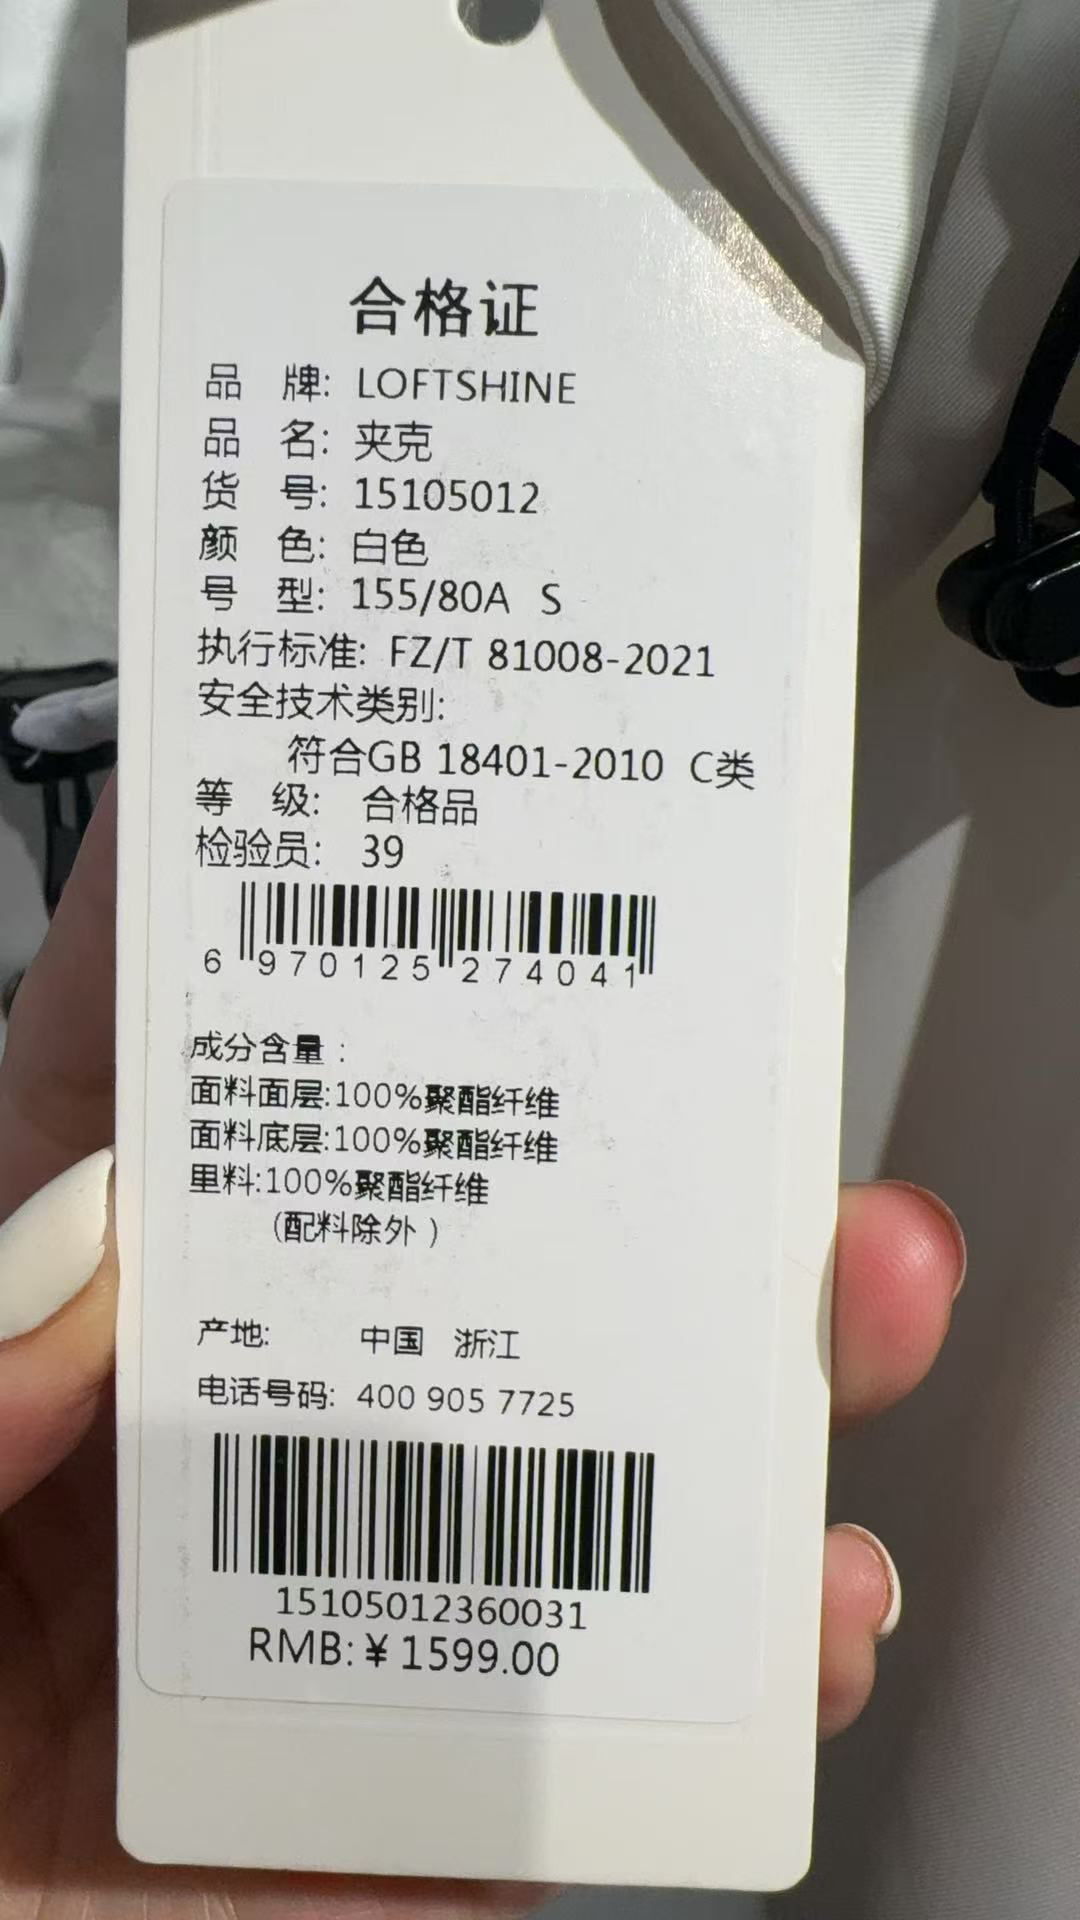 合格证
品 牌: LOFTSHINE
品 名: 夹克
货 号: 15105012
颜 色: 白色
号 型: 155/80A S
执行标准: FZ/T 81008-2021
安全技术类别:
符合GB 18401-2010 C类
等 级: 合格品
检验员: 39
6 970125 274041
成分含量:
面料面层:100%聚酯纤维
面料底层:100%聚酯纤维
里料:100%聚酯纤维
(配料除外)
产地: 中国 浙江
电话号码: 400 905 7725
15105012360031
RMB:¥1599.00